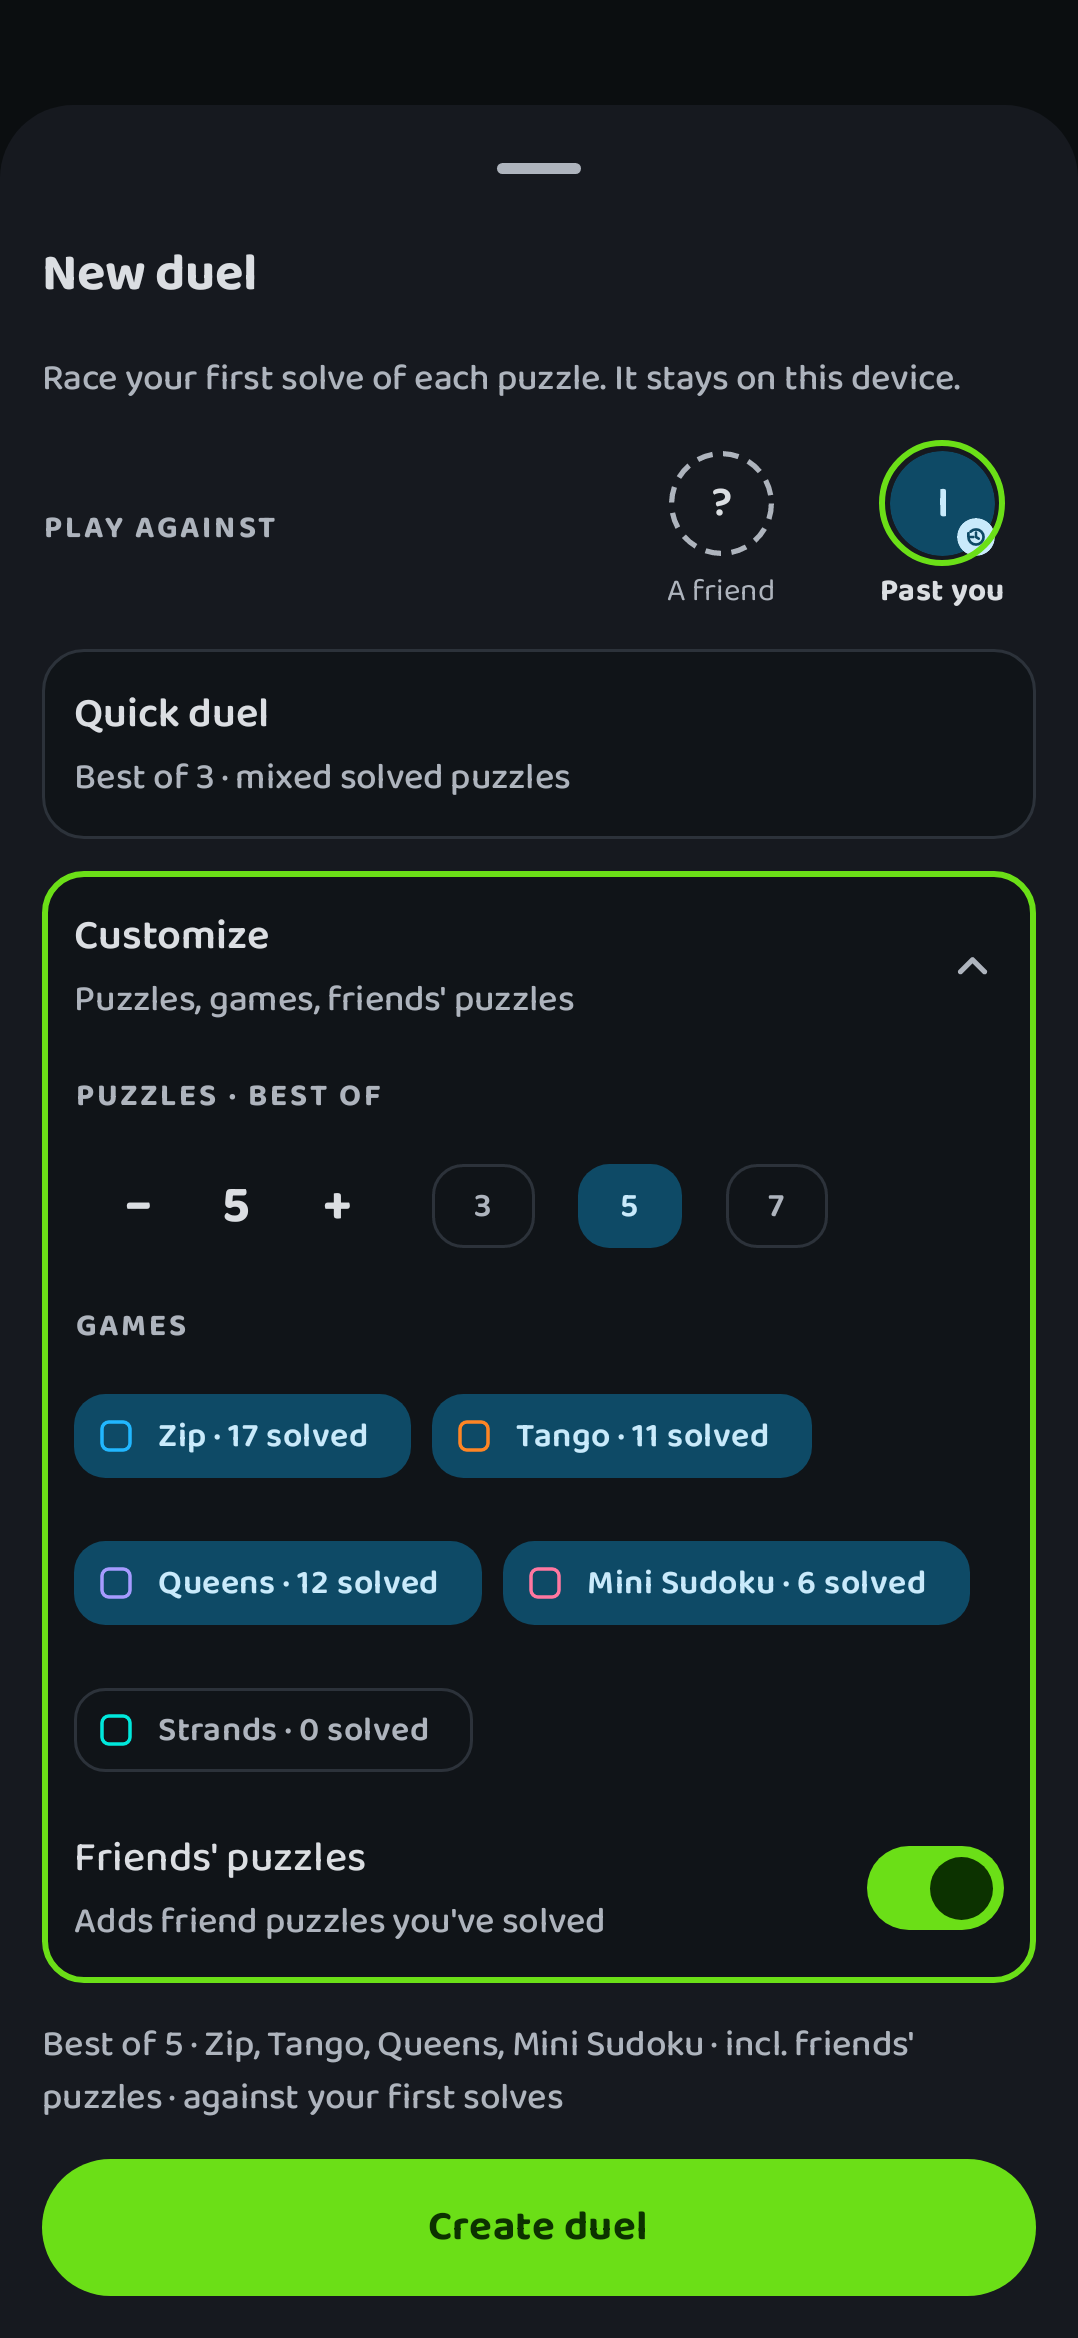 New duel
Race your first solve of each puzzle. It stays on this device.
PLAY AGAINST
?
I
A friend
Past you
Quick duel
Best of 3 · mixed solved puzzles
Customize
Puzzles, games, friends' puzzles
PUZZLES · BEST OF
− 5 + 3 5 7
GAMES
Zip · 17 solved
Tango · 11 solved
Queens · 12 solved
Mini Sudoku · 6 solved
Strands · 0 solved
Friends' puzzles
Adds friend puzzles you've solved
Best of 5 · Zip, Tango, Queens, Mini Sudoku · incl. friends'
puzzles · against your first solves
Create duel